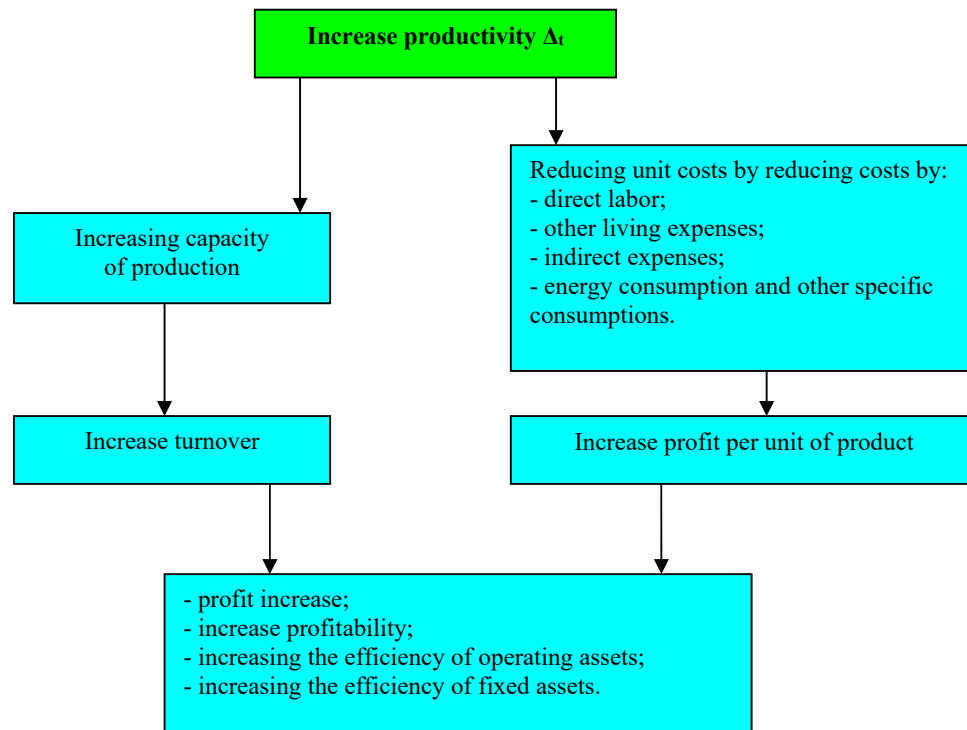 Increase productivity Δₜ
Reducing unit costs by reducing costs by:
- direct labor;
- other living expenses;
- indirect expenses;
- energy consumption and other specific
consumptions.
Increasing capacity
of production
Increase turnover
Increase profit per unit of product
- profit increase;
- increase profitability;
- increasing the efficiency of operating assets;
- increasing the efficiency of fixed assets.